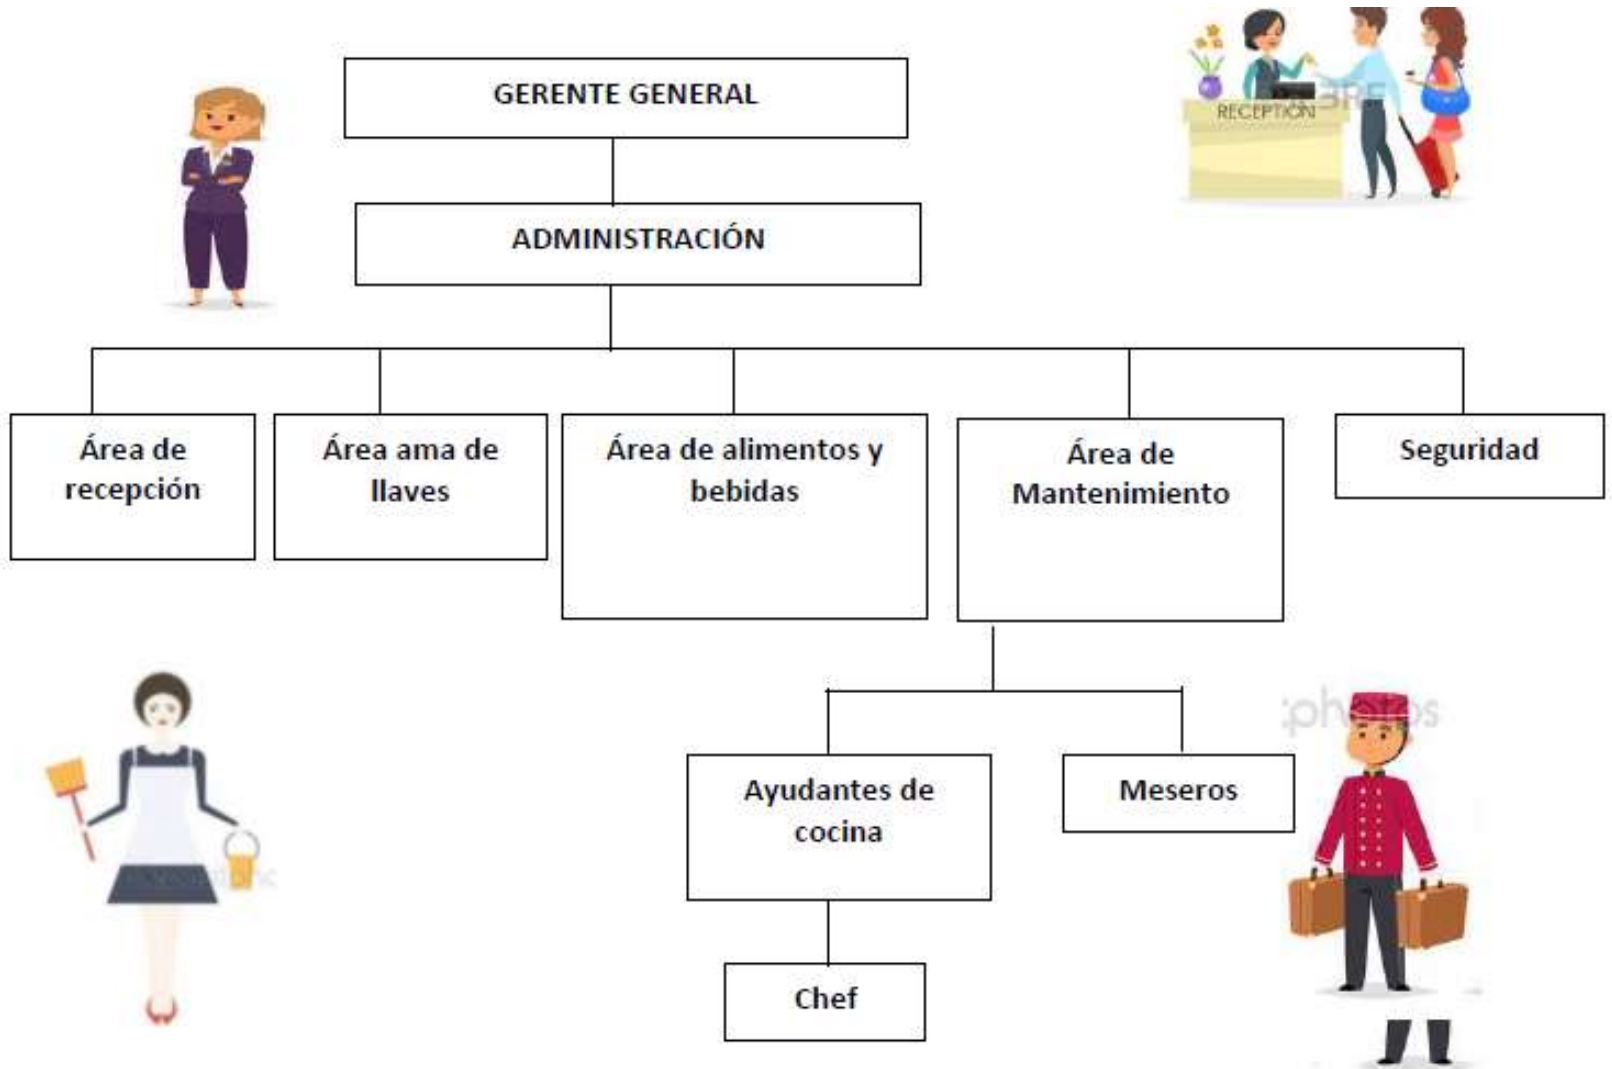 GERENTE GENERAL
RECEPTION
ADMINISTRACIÓN
Área de
recepción
Área ama de
llaves
Área de alimentos y
bebidas
Área de
Mantenimiento
Seguridad
Ayudantes de
cocina
Meseros
Chef